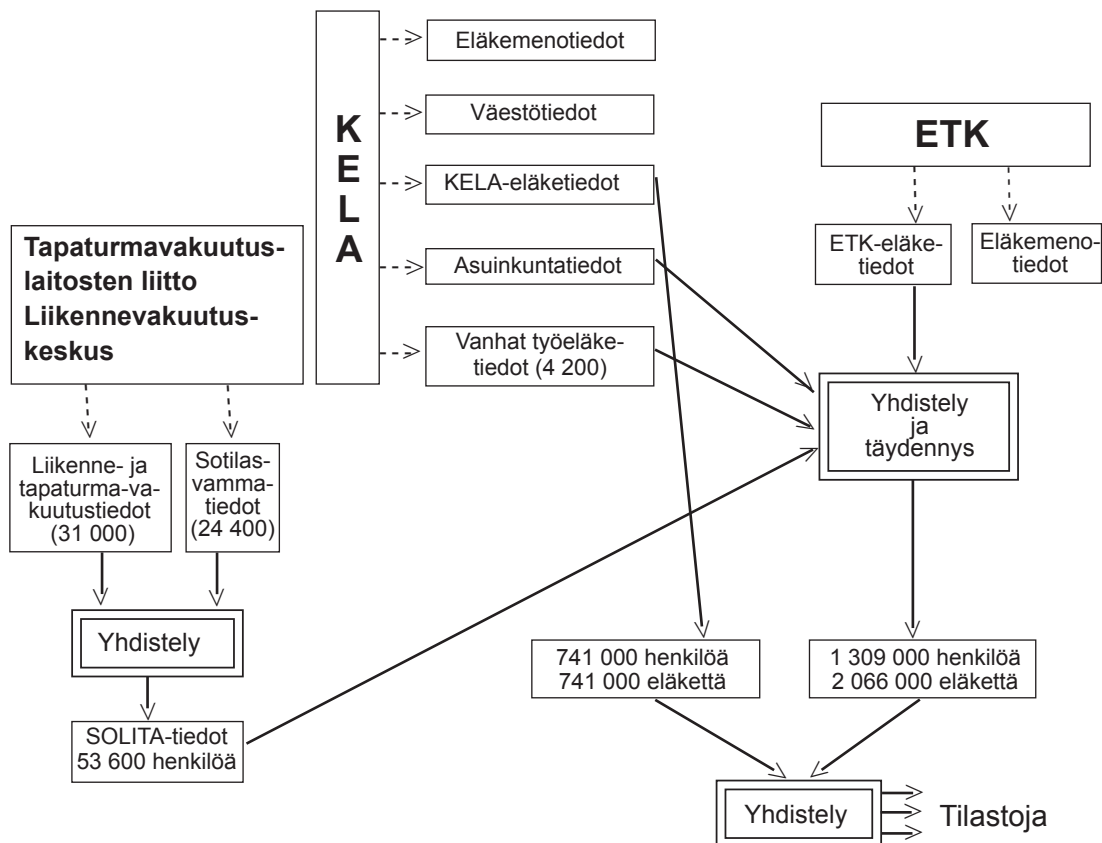 K
E
L
A
Eläkemenotiedot
Väestötiedot
KELA-eläketiedot
Asuinkuntatiedot
Vanhat työeläke-
tiedot (4 200)
ETK
ETK-eläke-
tiedot
Eläkemeno-
tiedot
Tapaturmavakuutus-
laitosten liitto
Liikennevakuutus-
keskus
Liikenne- ja
tapaturma-va-
kuutustiedot
(31 000)
Sotilas-
vamma-
tiedot
(24 400)
Yhdistely
SOLITA-tiedot
53 600 henkilöä
Yhdistely
ja
täydennys
741 000 henkilöä
741 000 eläkettä
1 309 000 henkilöä
2 066 000 eläkettä
Yhdistely
Tilastoja